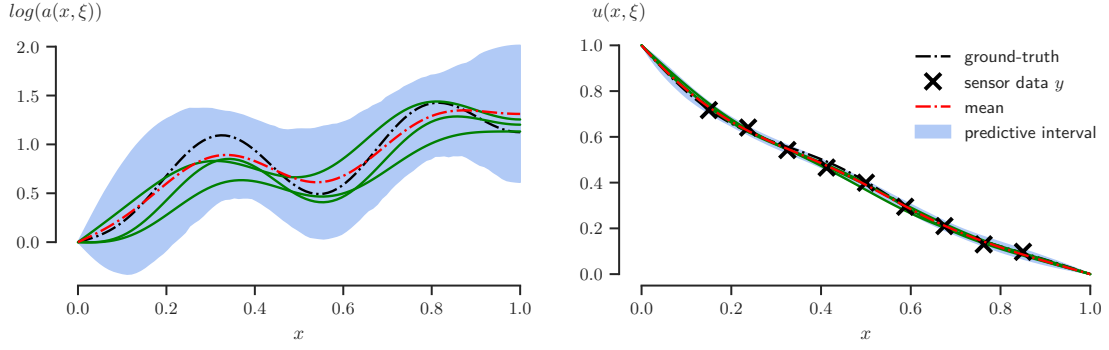 log(a(x, ξ))
2.0
1.5
1.0
0.5
0.0
0.0 0.2 0.4 0.6 0.8 1.0
x
u(x, ξ)
1.0
0.8
0.6
0.4
0.2
0.0
0.0 0.2 0.4 0.6 0.8 1.0
x
ground-truth
sensor data y
mean
predictive interval